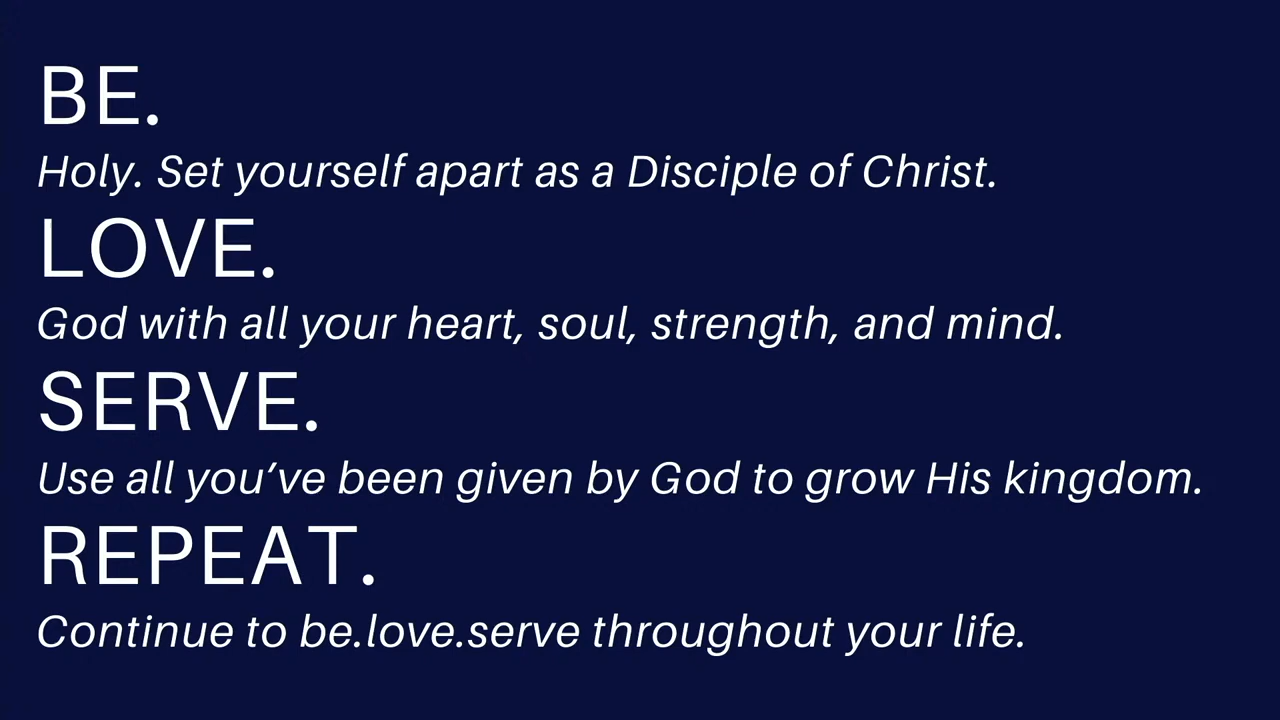 BE.
Holy. Set yourself apart as a Disciple of Christ.
LOVE.
God with all your heart, soul, strength, and mind.
SERVE.
Use all you’ve been given by God to grow His kingdom.
REPEAT.
Continue to be.love.serve throughout your life.